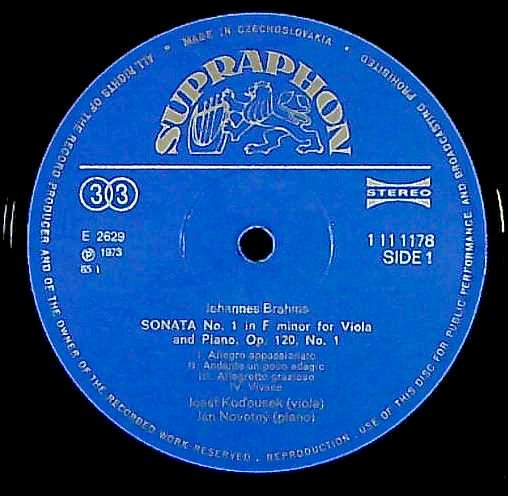 MADE IN CZECHOSLOVAKIA
ALL RIGHTS OF THE RECORD PRODUCER AND OF THE OWNER OF THE RECORDED WORK RESERVED. REPRODUCTION. USE OF THIS DISC FOR PUBLIC PERFORMANCE AND BROADCASTING PROHIBITED
SUPRAPHON
33
STEREO
E 2629
℗ 1973
1 11 1178
SIDE 1
Johannes Brahms
SONATA No. 1 in F minor for Viola
and Piano, Op. 120, No. 1
I. Allegro appassionato
II. Andante un poco adagio
III. Allegretto grazioso
IV. Vivace
Josef Koďousek (viola)
Jan Novotný (piano)